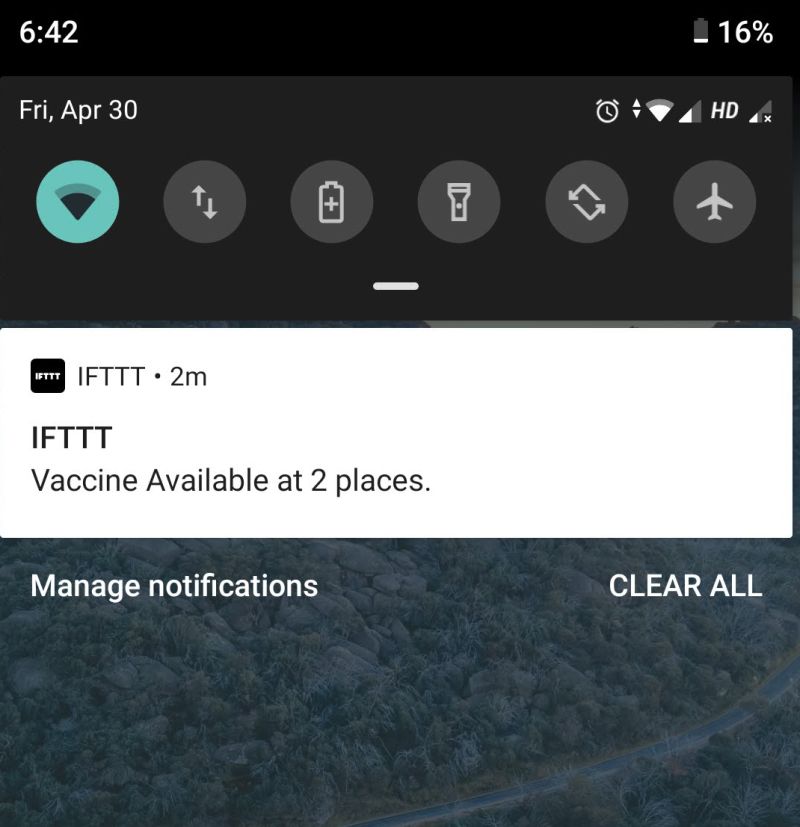 6:42 16%
Fri, Apr 30 HD
IFTTT IFTTT • 2m
IFTTT
Vaccine Available at 2 places.
Manage notifications CLEAR ALL